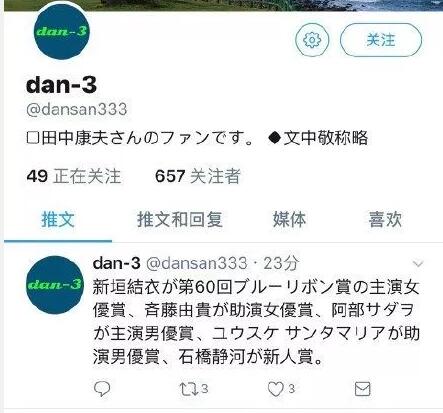 dan-3
关注
dan-3
@dansan333
□田中康夫さんのファンです。 ◆文中敬称略
49 正在关注 657 关注者
推文 推文和回复 媒体 喜欢
dan-3
dan-3 @dansan333 · 23分
新垣結衣が第60回ブルーリボン賞の主演女
優賞、斉藤由貴が助演女優賞、阿部サダヲ
が主演男優賞、ユウスケ サンタマリアが助
演男優賞、石橋静河が新人賞。
3 3